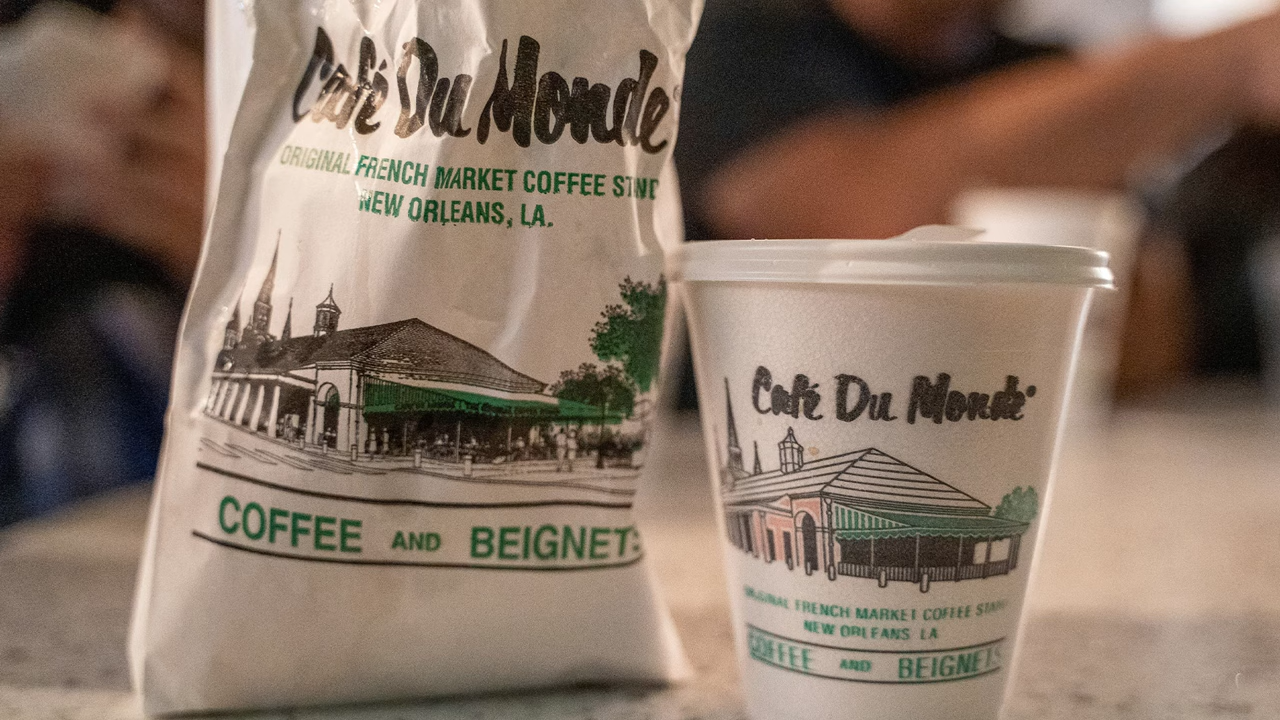 Café Du Monde®
ORIGINAL FRENCH MARKET COFFEE STND
NEW ORLEANS, LA.
COFFEE AND BEIGNETS
Café Du Monde®
ORIGINAL FRENCH MARKET COFFEE STAND
NEW ORLEANS LA
COFFEE AND BEIGNETS